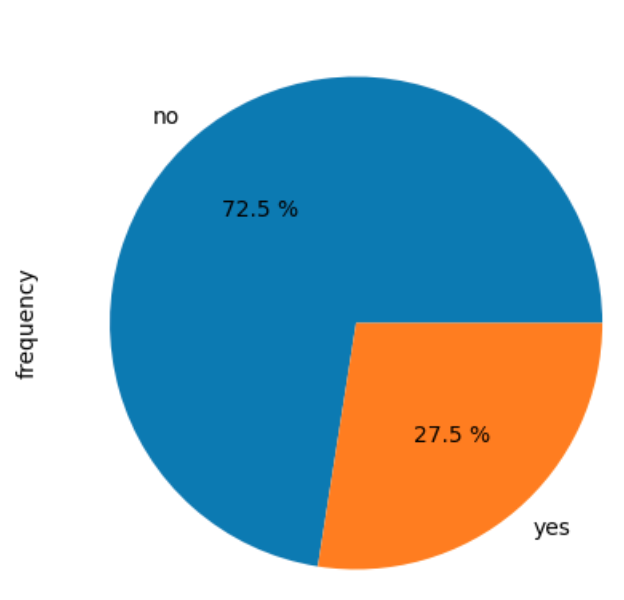 no
72.5 %
frequency
27.5 %
yes